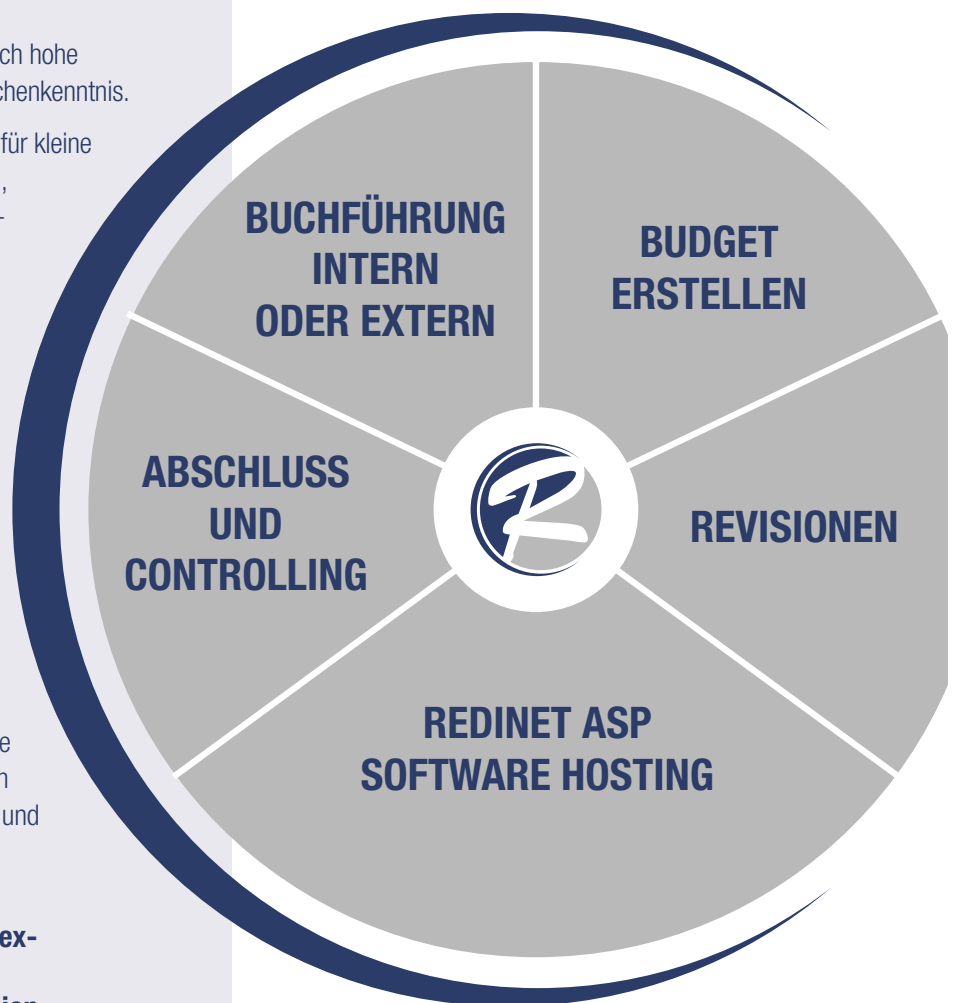 ch hohe
chenkenntnis.
für kleine
,
-
BUCHFÜHRUNG
INTERN
ODER EXTERN
BUDGET
ERSTELLEN
ABSCHLUSS
UND
CONTROLLING
REVISIONEN
REDINET ASP
SOFTWARE HOSTING
e
n
und
ex-